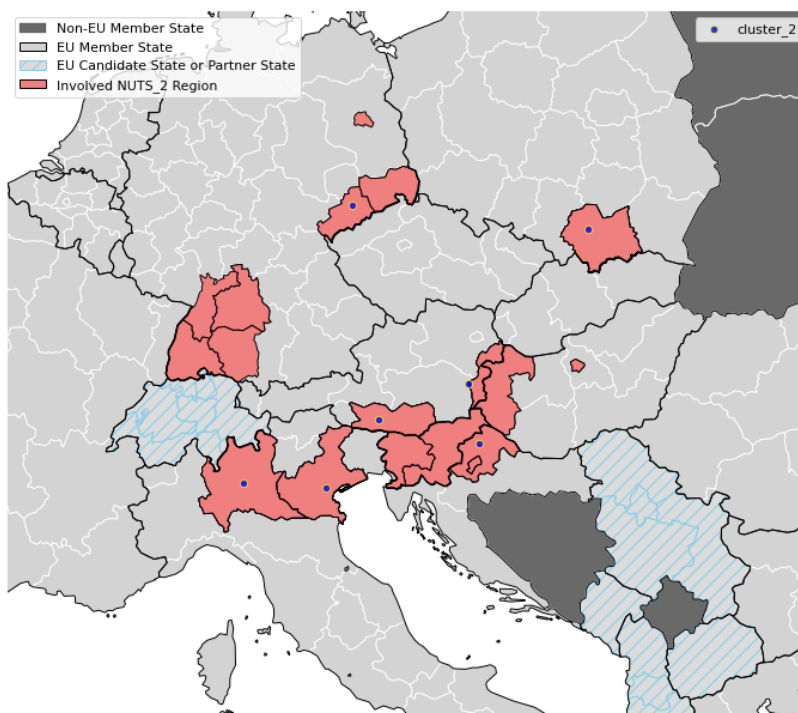 Non-EU Member State
EU Member State
EU Candidate State or Partner State
Involved NUTS_2 Region
cluster_2